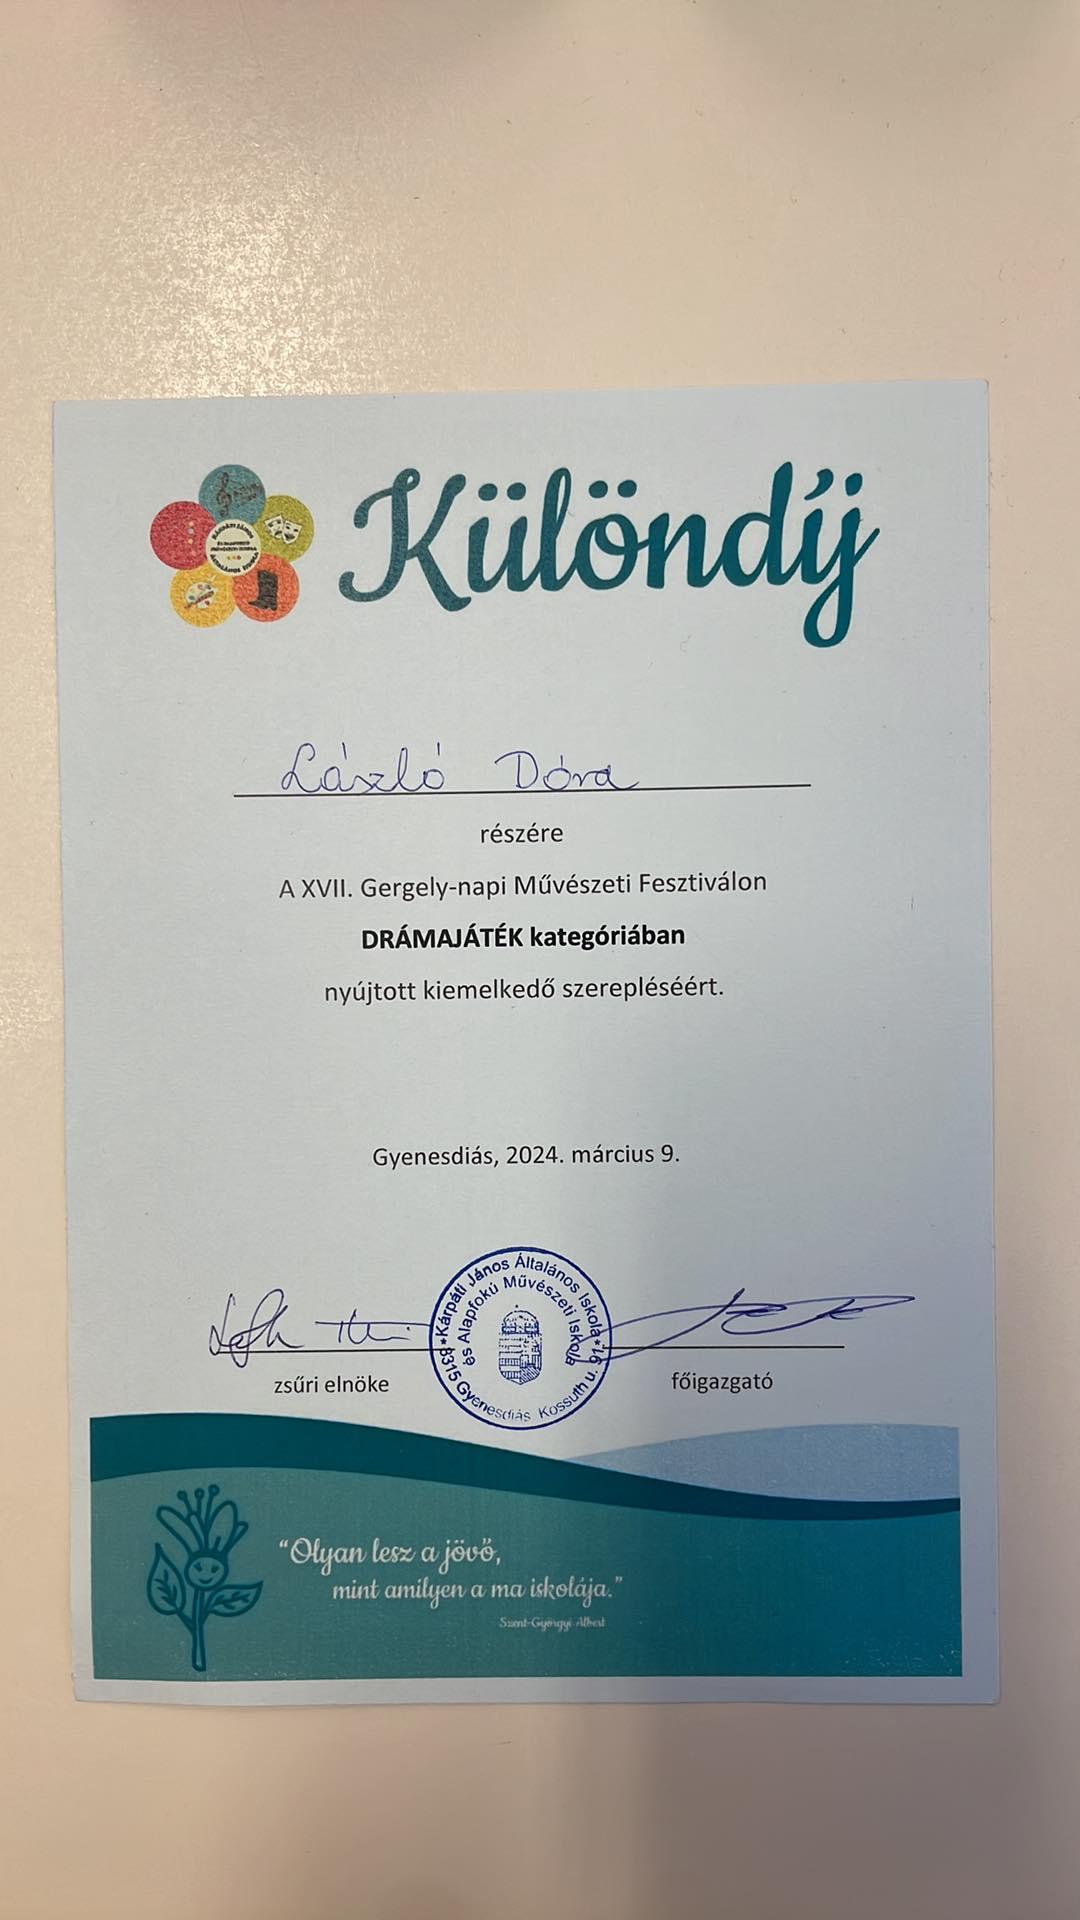 Különdíj
László Dóra
részére
A XVII. Gergely-napi Művészeti Fesztiválon
DRÁMAJÁTÉK kategóriában
nyújtott kiemelkedő szerepléséért.
Gyenesdiás, 2024. március 9.
*Kárpáti János Általános Iskola*
és Alapfokú Művészeti Iskola
8315 Gyenesdiás Kossuth u. 91.
zsűri elnöke
főigazgató
“Olyan lesz a jövő,
mint amilyen a ma iskolája.”
Szent-Györgyi Albert